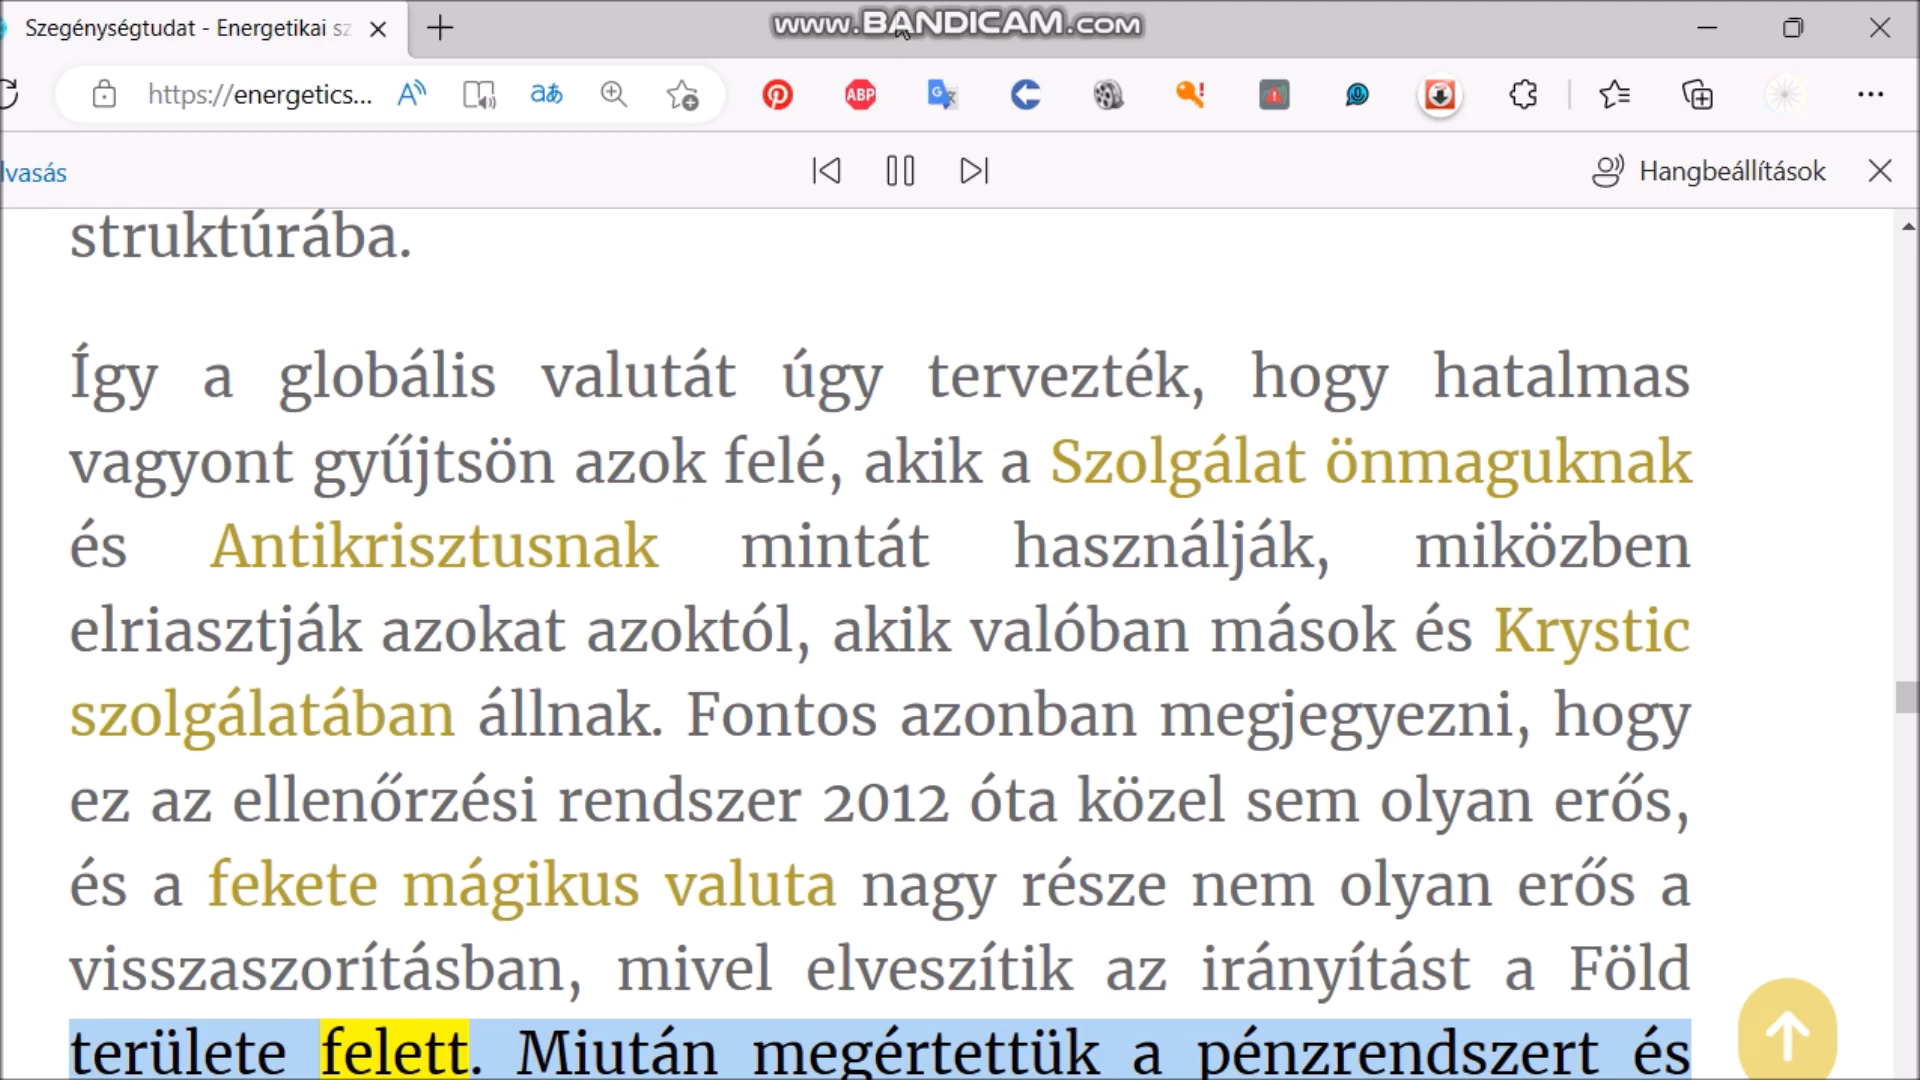 Szegénységtudat - Energetikai sz
www.BANDICAM.com
https://energetics...
aあ
ABP
lvasás
Hangbeállítások
struktúrába.
Így a globális valutát úgy tervezték, hogy hatalmas
vagyont gyűjtsön azok felé, akik a Szolgálat önmaguknak
és Antikrisztusnak mintát használják, miközben
elriasztják azokat azoktól, akik valóban mások és Krystic
szolgálatában állnak. Fontos azonban megjegyezni, hogy
ez az ellenőrzési rendszer 2012 óta közel sem olyan erős,
és a fekete mágikus valuta nagy része nem olyan erős a
visszaszorításban, mivel elveszítik az irányítást a Föld
területe felett. Miután megértettük a pénzrendszert és